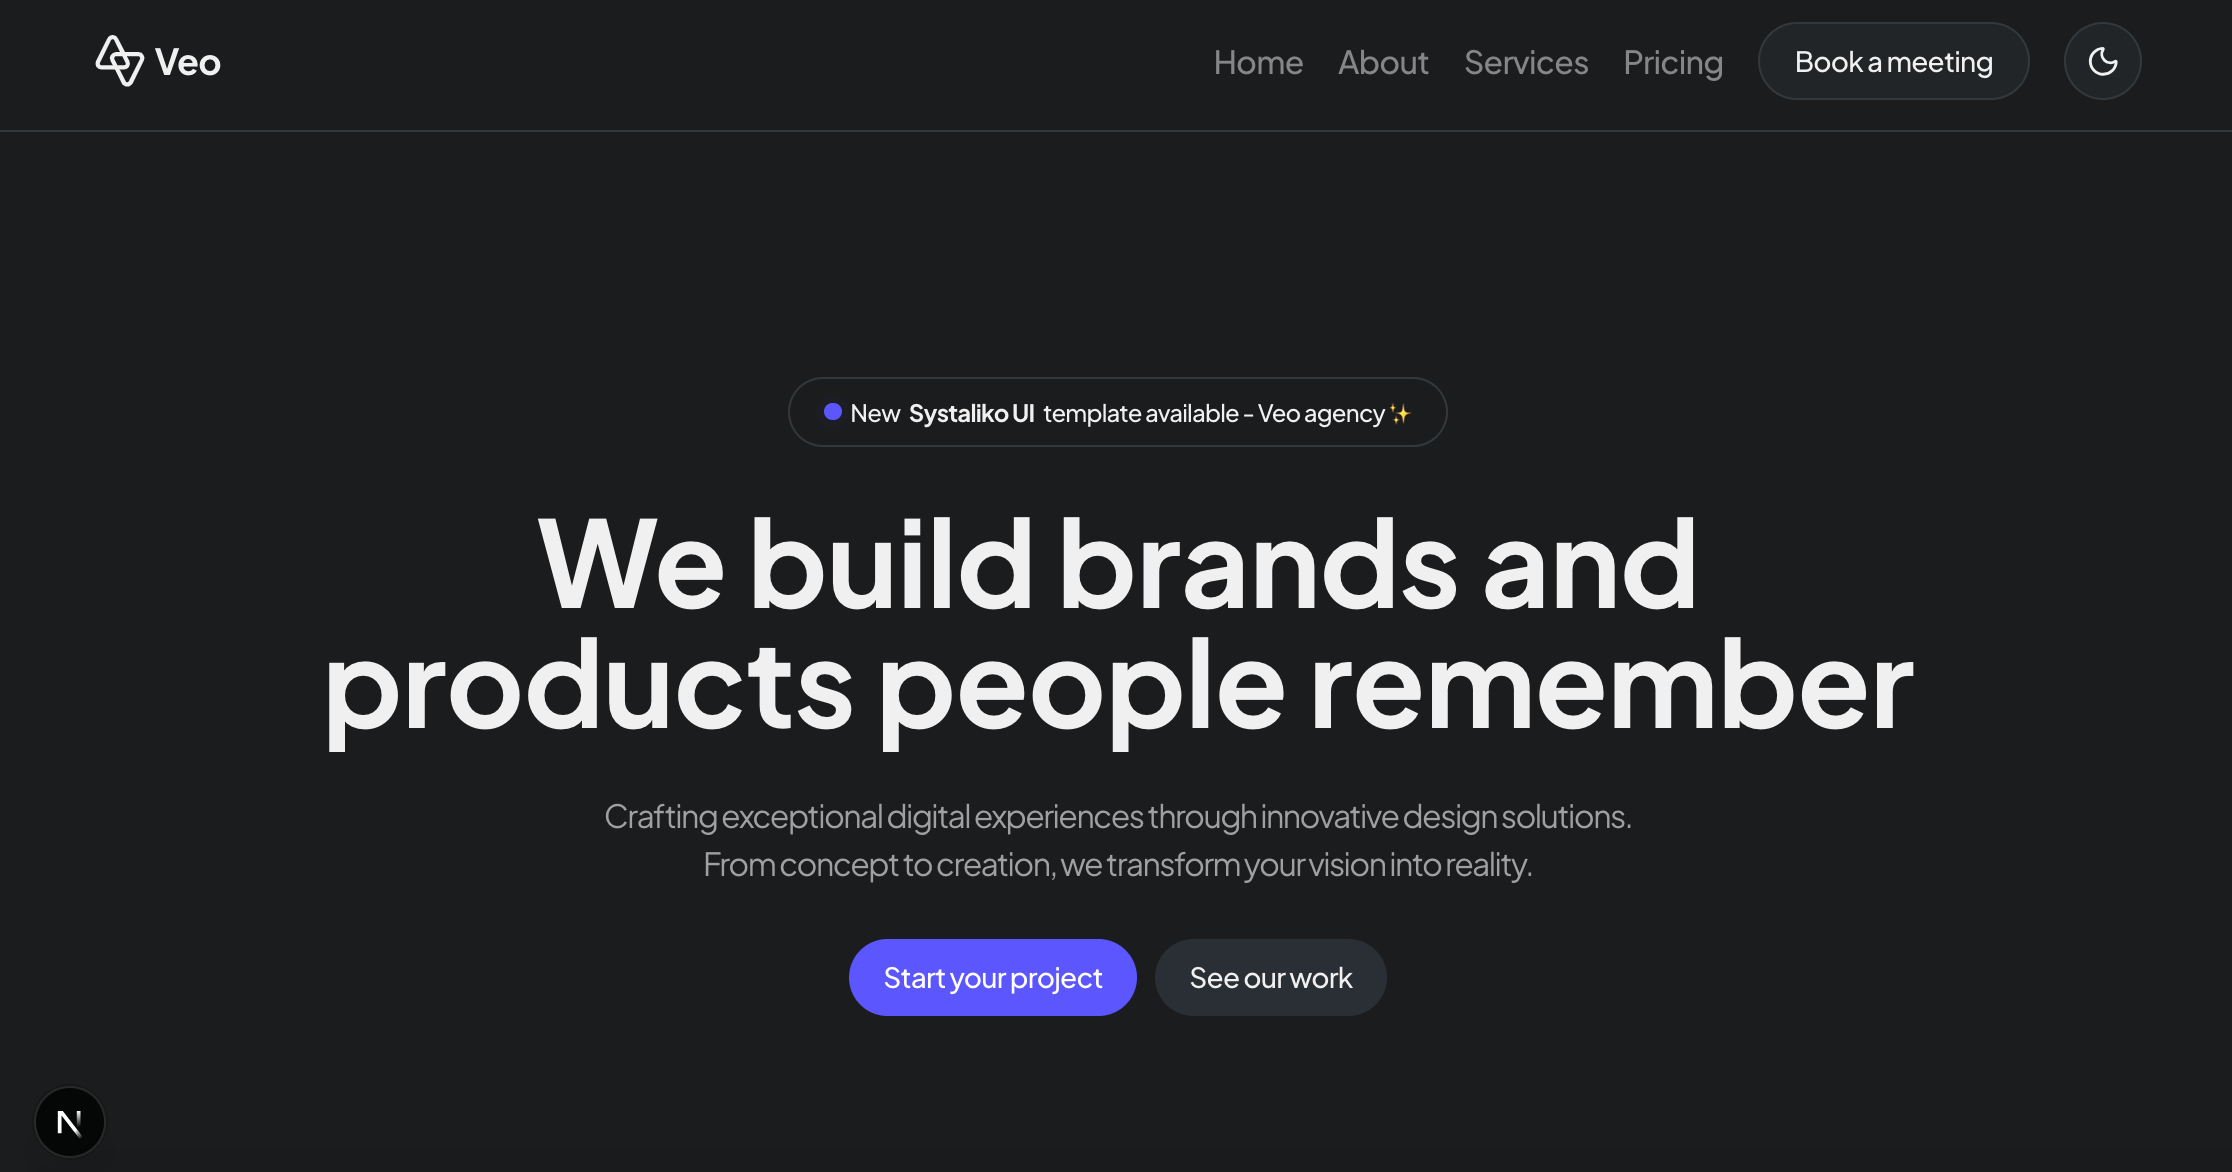 Veo
Home About Services Pricing Book a meeting
New Systaliko UI template available - Veo agency✨
We build brands and
products people remember
Crafting exceptional digital experiences through innovative design solutions.
From concept to creation, we transform your vision into reality.
Start your project See our work
N